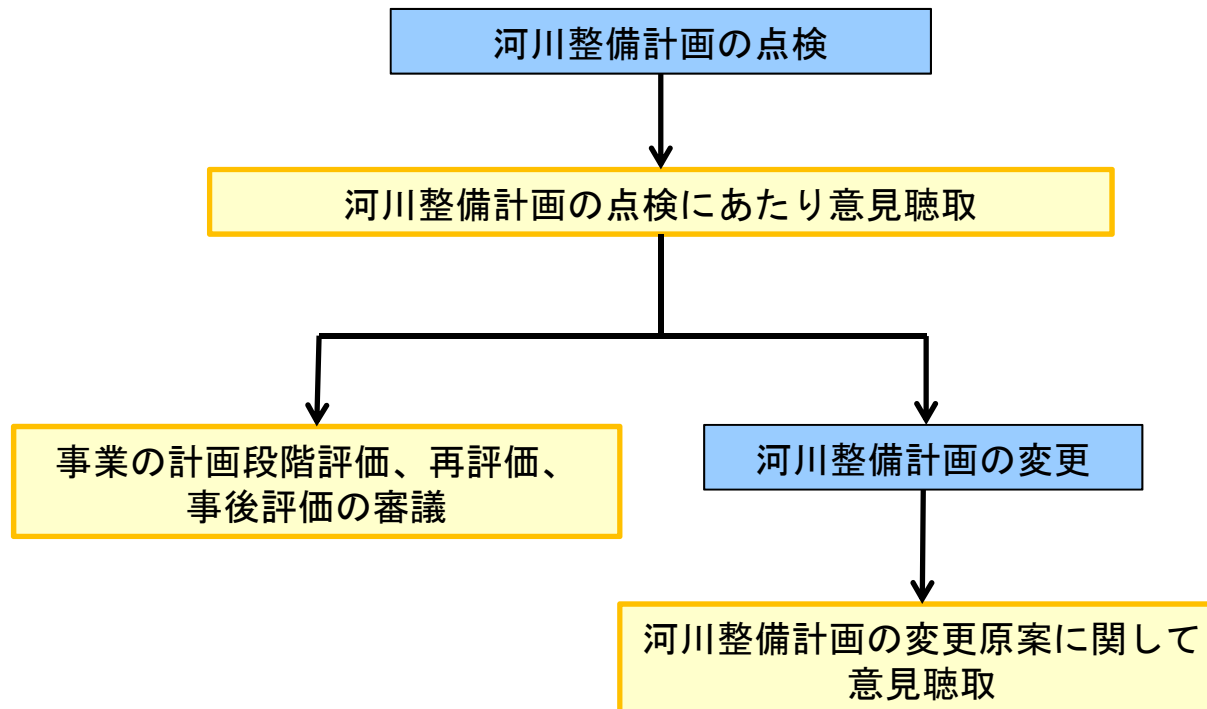 河川整備計画の点検
河川整備計画の点検にあたり意見聴取
事業の計画段階評価、再評価、
事後評価の審議
河川整備計画の変更
河川整備計画の変更原案に関して
意見聴取